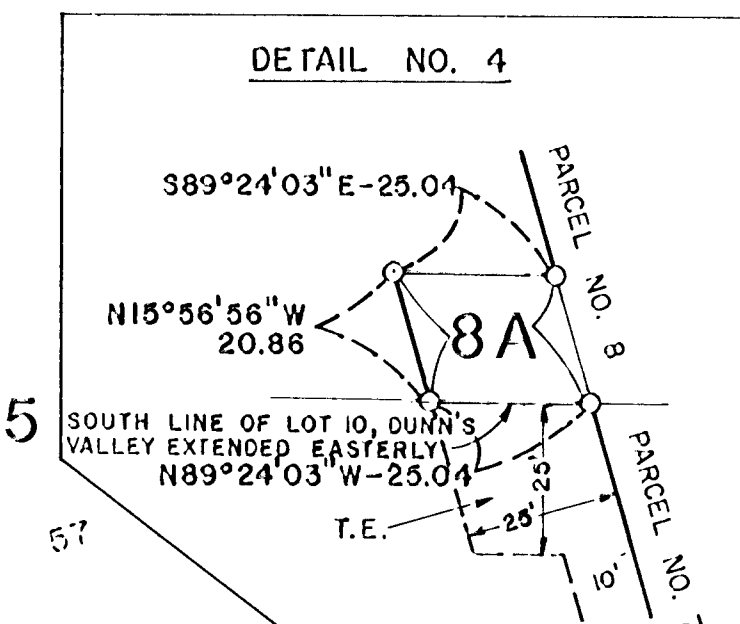 DETAIL NO. 4
S89°24'03"E-25.04
PARCEL NO. 8
N15°56'56"W
20.86
8A
5
SOUTH LINE OF LOT 10, DUNN'S
VALLEY EXTENDED EASTERLY
N89°24'03"W-25.04
25'
25'
T.E.
PARCEL NO.
57
10'